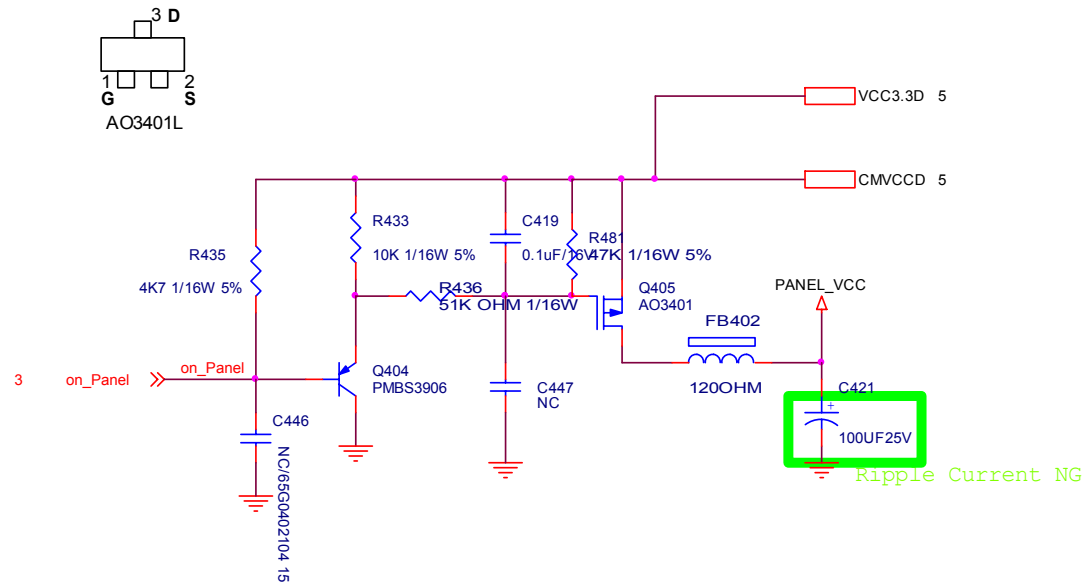 3 D
1 2
G S
AO3401L
VCC3.3D 5
CMVCCD 5
R433
10K 1/16W 5%
C419
0.1uF/16V
R481
47K 1/16W 5%
R435
4K7 1/16W 5%
R436
51K OHM 1/16W
Q405
AO3401
PANEL_VCC
FB402
120OHM
3 on_Panel
on_Panel
Q404
PMBS3906
C447
NC
C421
+
100UF25V
C446
NC/65G0402104 15
Ripple Current NG